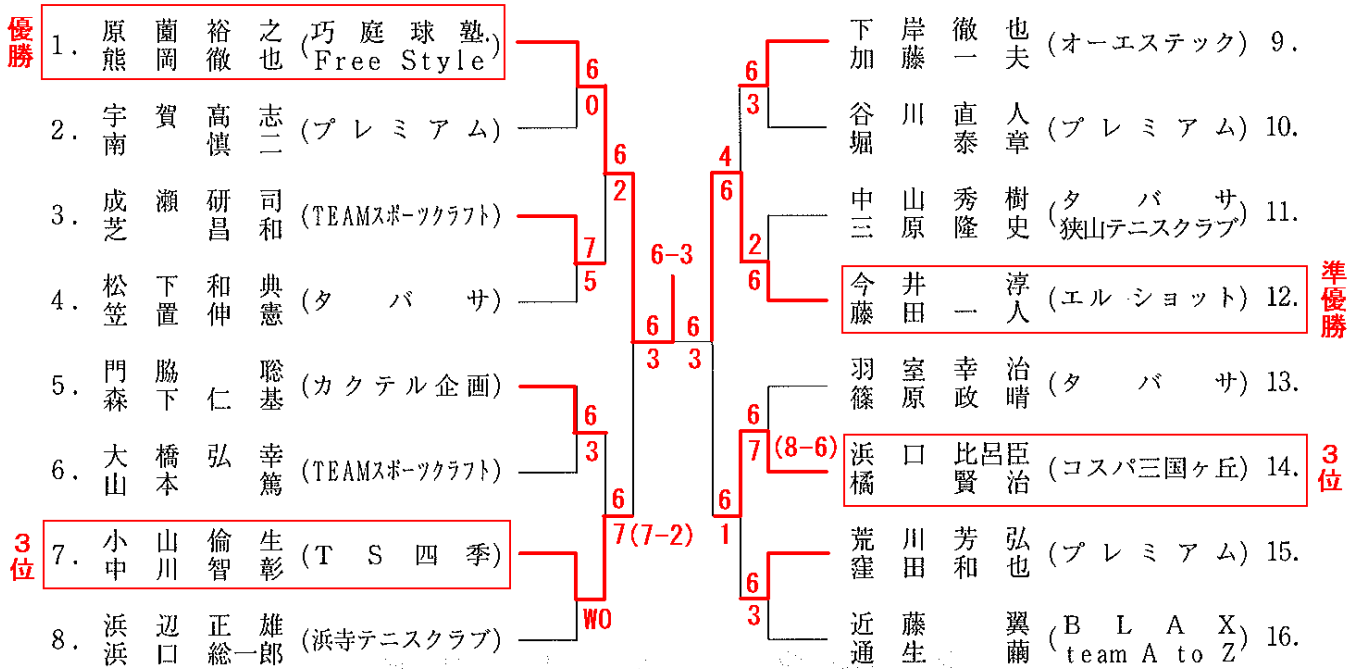 優勝
1. 原薗裕之 (巧庭球塾.
熊岡徹也 Free Style)
2. 宇賀高志 (プレミアム)
南慎二
3. 成瀬研司 (TEAMスポーツクラフト)
芝昌和
4. 松下和典 (タバサ)
笠置伸憲
5. 門脇聡 (カクテル企画)
森下仁基
6. 大橋弘幸 (TEAMスポーツクラフト)
山本篤
3位
7. 小山倫生 (TS四季)
中川智彰
8. 浜辺正雄 (浜寺テニスクラブ)
浜口総一郎
6
0
7
5
6
3
WO
6
2
6
7(7-2)
6
3
6-3
6
3
4
6
6
1
6
3
2
6
6
7 (8-6)
6
3
下岸徹也 (オーエステック) 9.
加藤一夫
谷川直人 (プレミアム) 10.
堀泰章
中山秀樹 (タバサ
三原隆史 狭山テニスクラブ) 11.
今井淳 (エルショット) 12.
藤田一人
準優勝
羽室幸治 (タバサ) 13.
篠原政晴
浜口比呂臣 (コスパ三国ヶ丘) 14.
橘賢治
3位
荒川芳弘 (プレミアム) 15.
窪田和也
近藤翼 (BLAX
通生繭 team A to Z) 16.